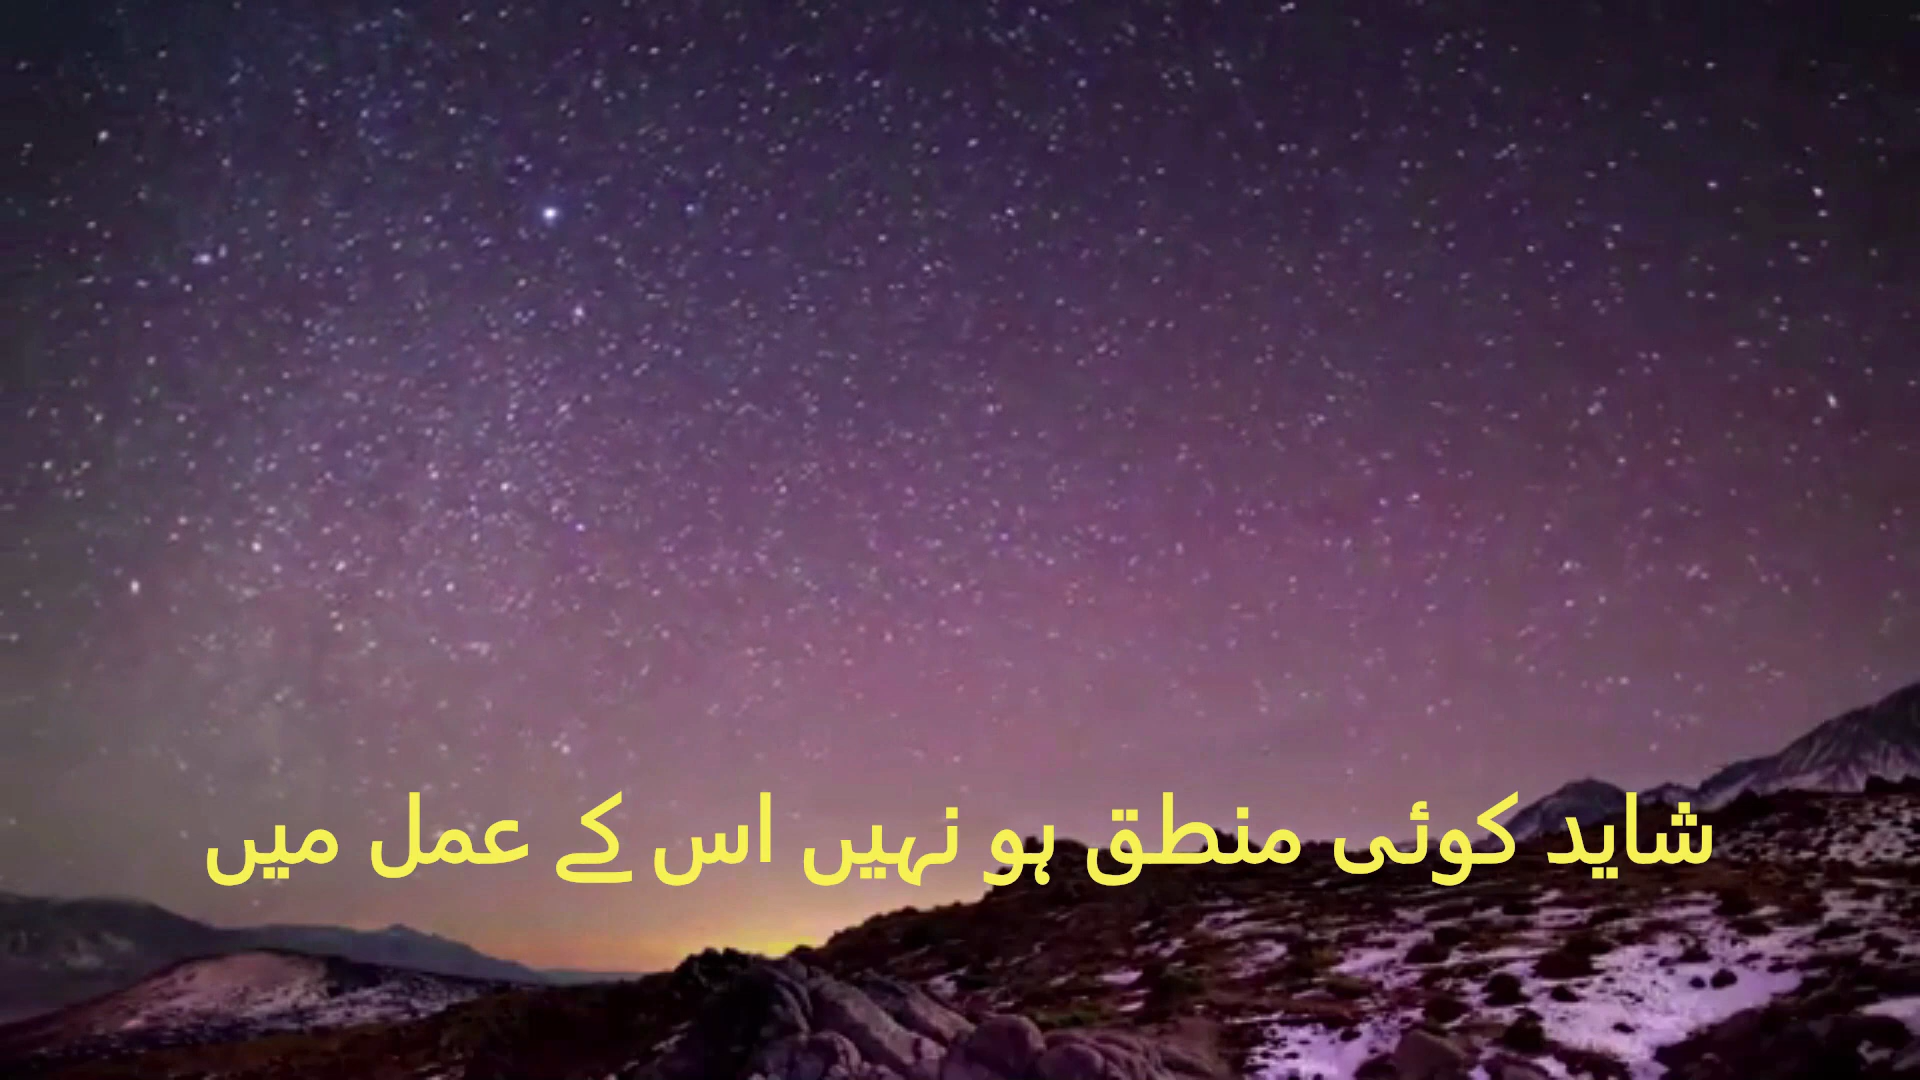 شاید کوئی منطق ہو نہیں اس کے عمل میں